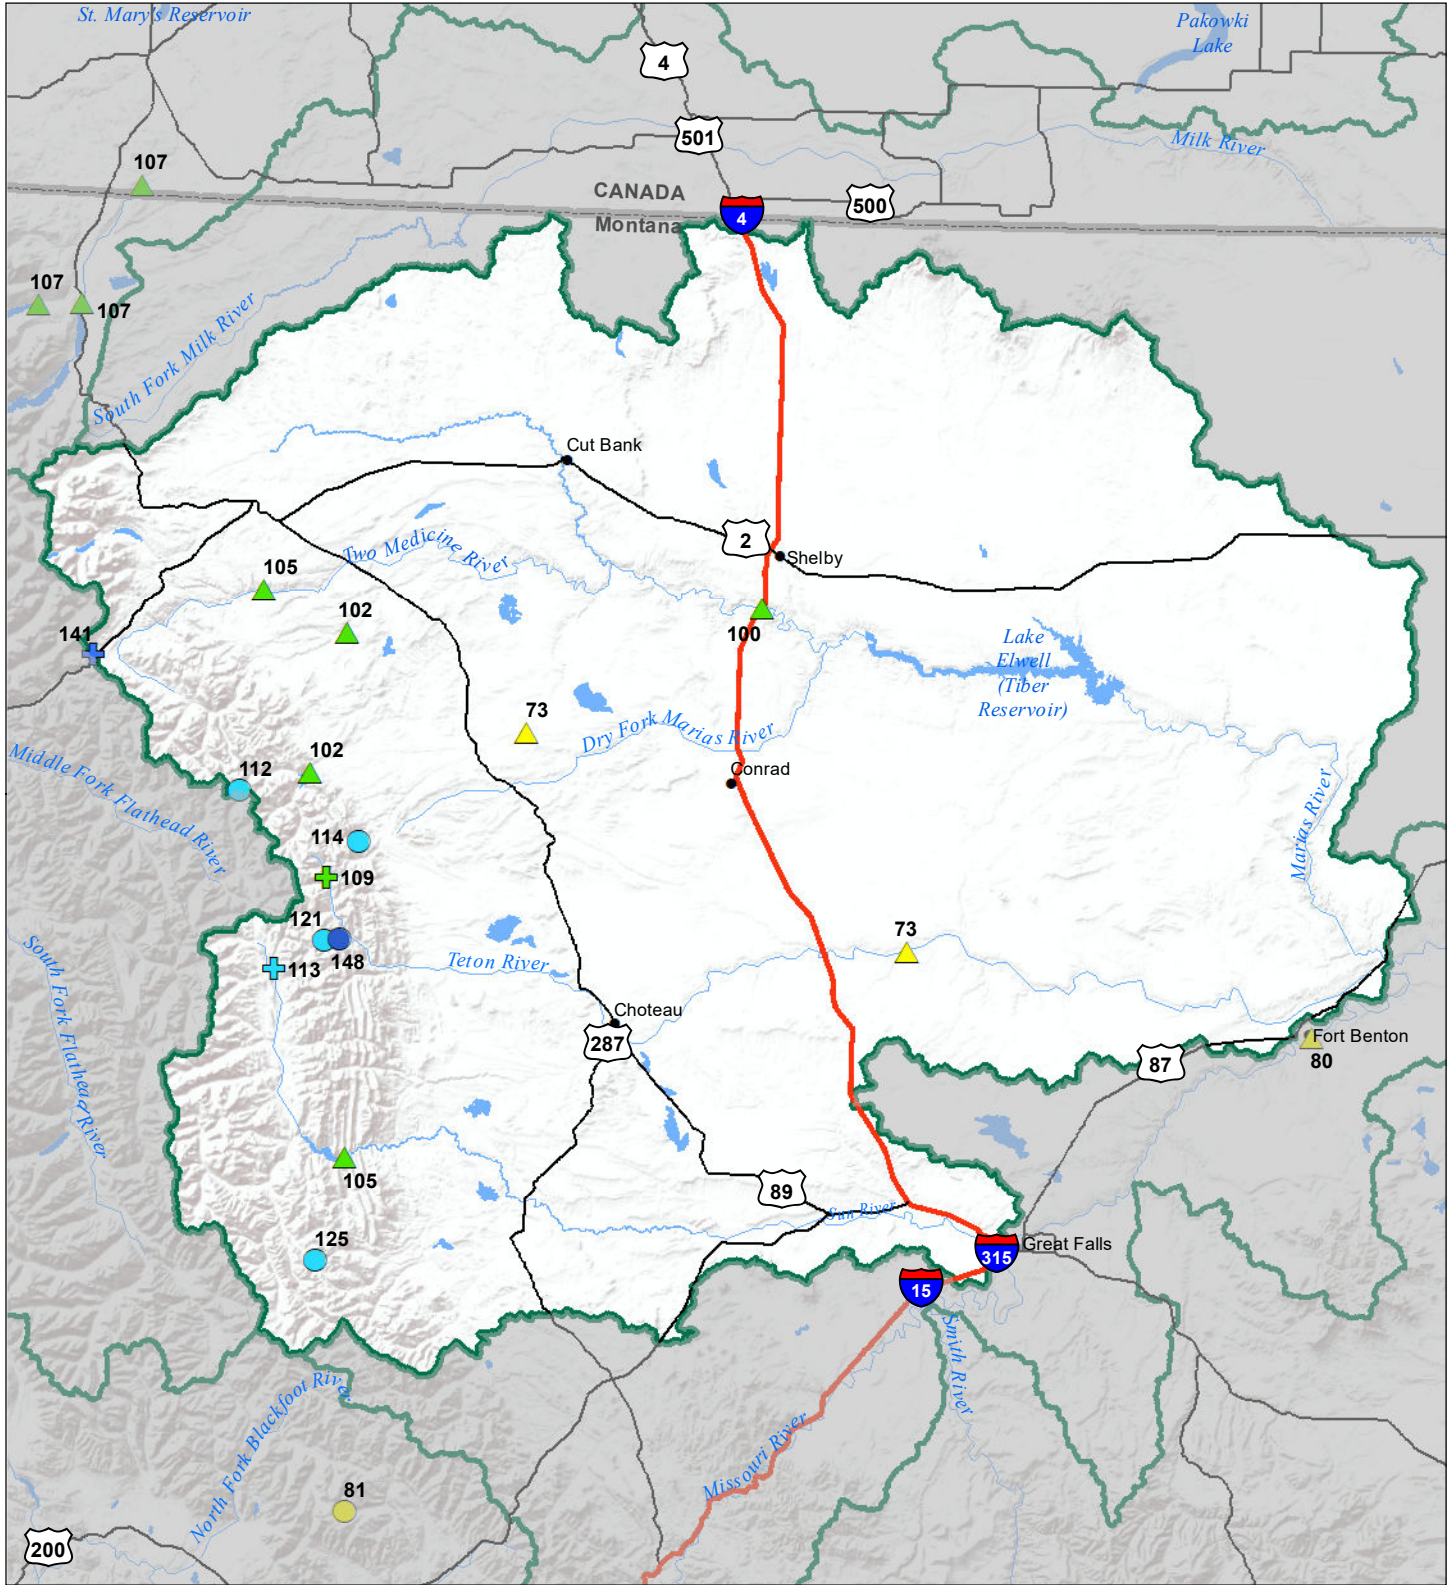 St. Mary's Reservoir
Pakowki
Lake
4
501
Milk River
107
CANADA
4
500
Montana
107
107
South Fork Milk River
Cut Bank
2
Shelby
Two Medicine River
105
102
100
141
Lake
Elwell
(Tiber
Reservoir)
73
Dry Fork Marias River
Middle Fork Flathead River
112
102
Conrad
Marias River
114
109
121
148
113
Teton River
73
South Fork Flathead River
Choteau
287
Fort Benton
80
87
105
89
Sun River
125
Great Falls
315
15
Smith River
North Fork Blackfoot River
Missouri River
81
200